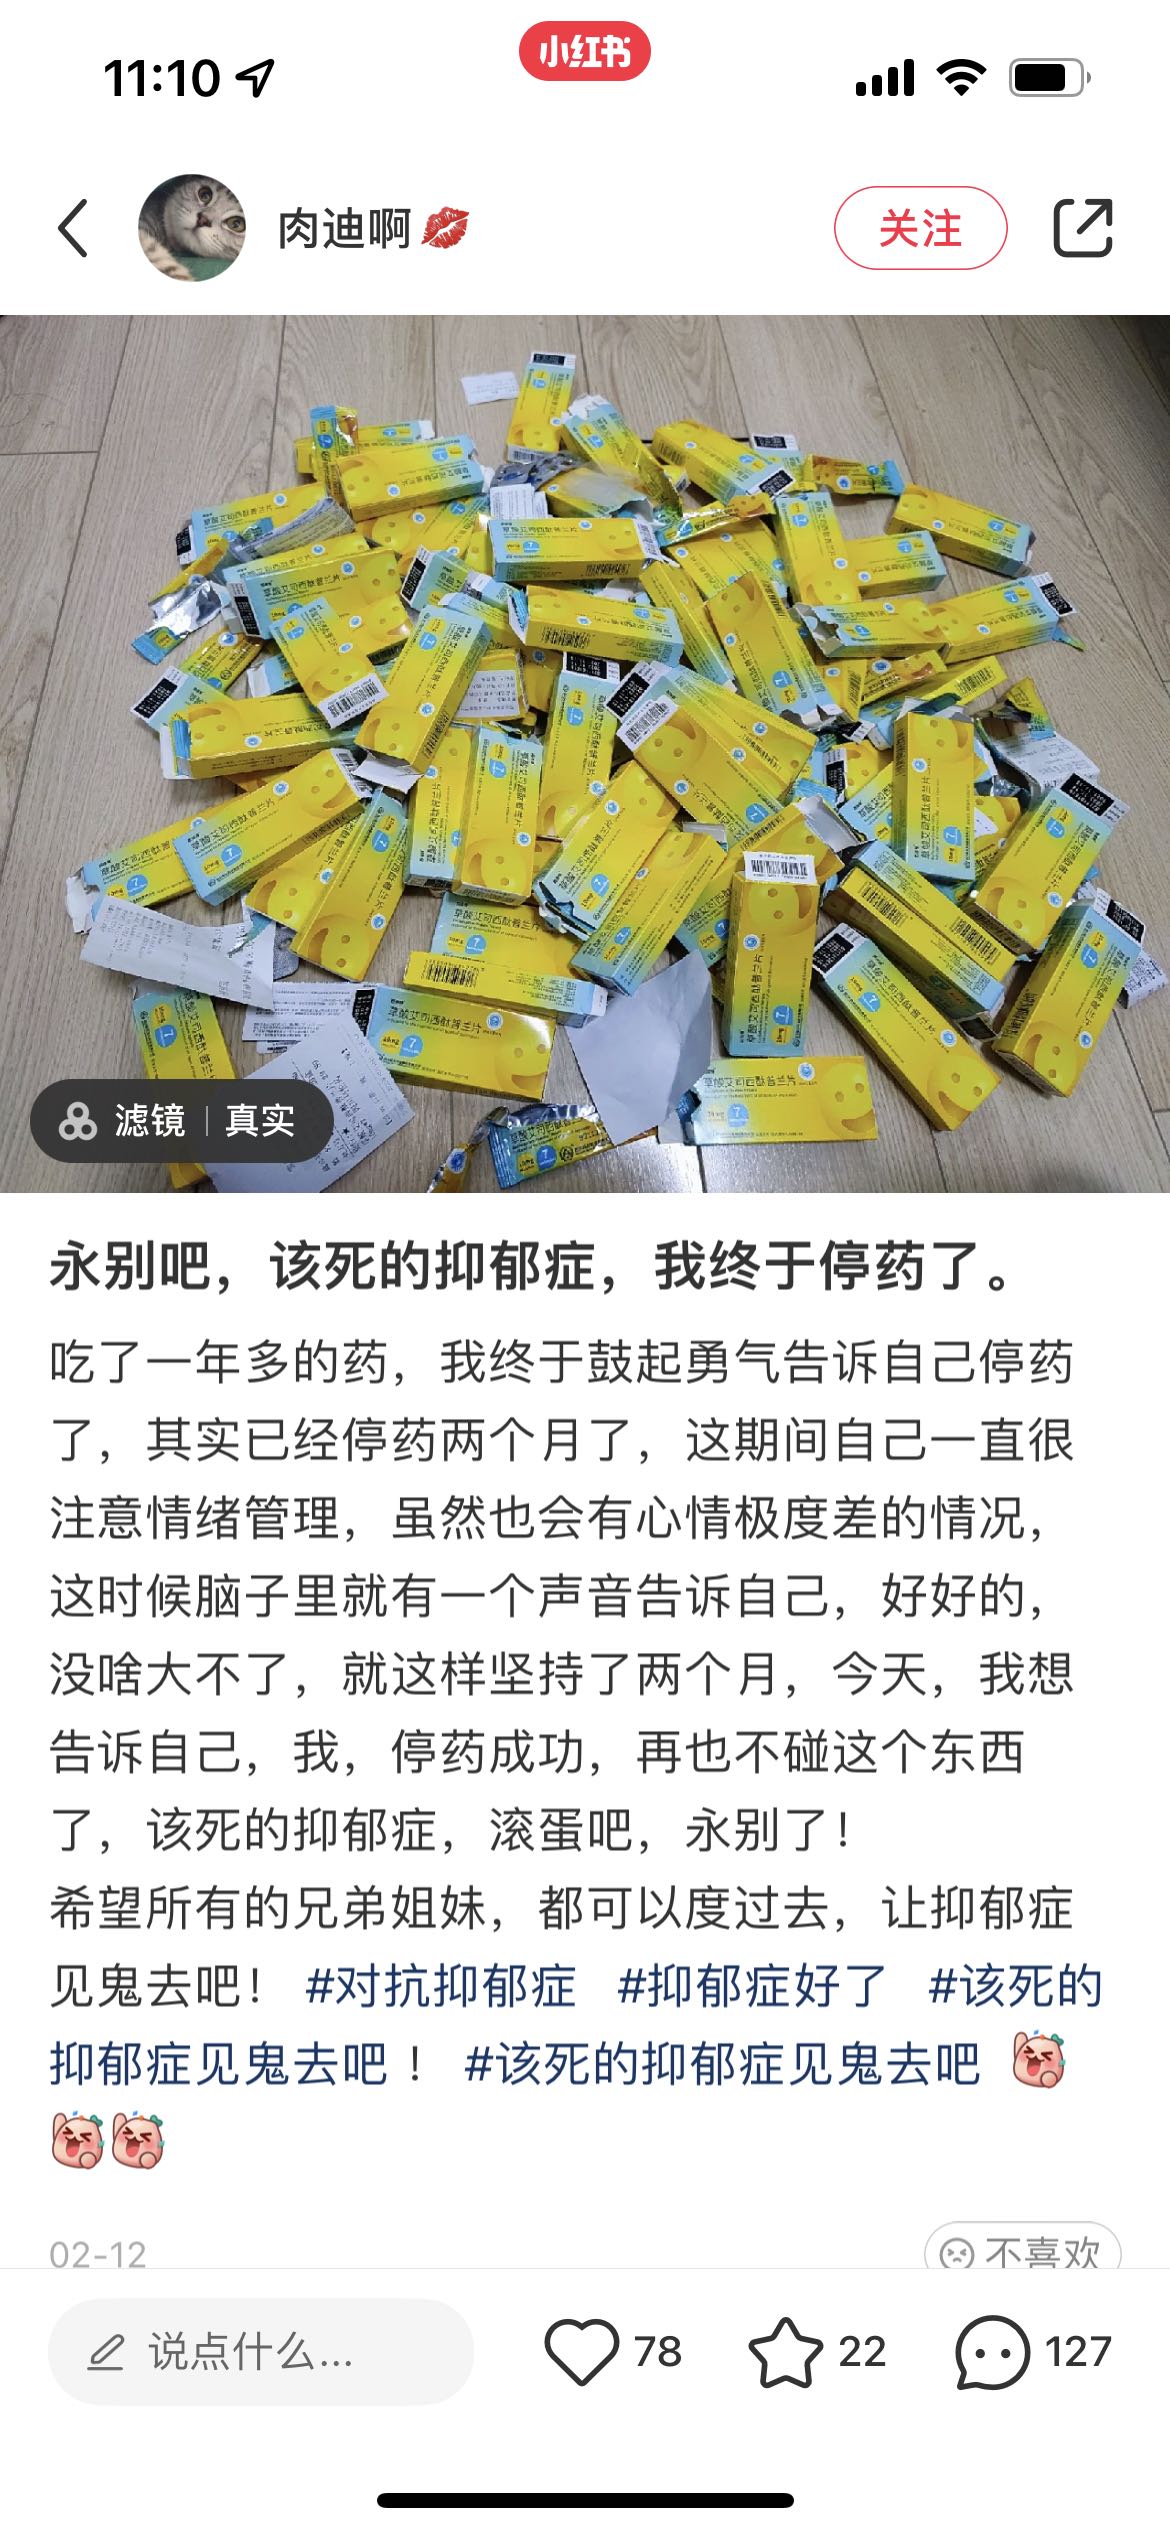 11:10
小红书
肉迪啊
关注
草酸艾司西酞普兰片
10mg
7
滤镜 | 真实
永别吧，该死的抑郁症，我终于停药了。
吃了一年多的药，我终于鼓起勇气告诉自己停药
了，其实已经停药两个月了，这期间自己一直很
注意情绪管理，虽然也会有心情极度差的情况，
这时候脑子里就有一个声音告诉自己，好好的，
没啥大不了，就这样坚持了两个月，今天，我想
告诉自己，我，停药成功，再也不碰这个东西
了，该死的抑郁症，滚蛋吧，永别了！
希望所有的兄弟姐妹，都可以度过去，让抑郁症
见鬼去吧！ #对抗抑郁症 #抑郁症好了 #该死的
抑郁症见鬼去吧 ！ #该死的抑郁症见鬼去吧
02-12
不喜欢
说点什么...
78
22
127